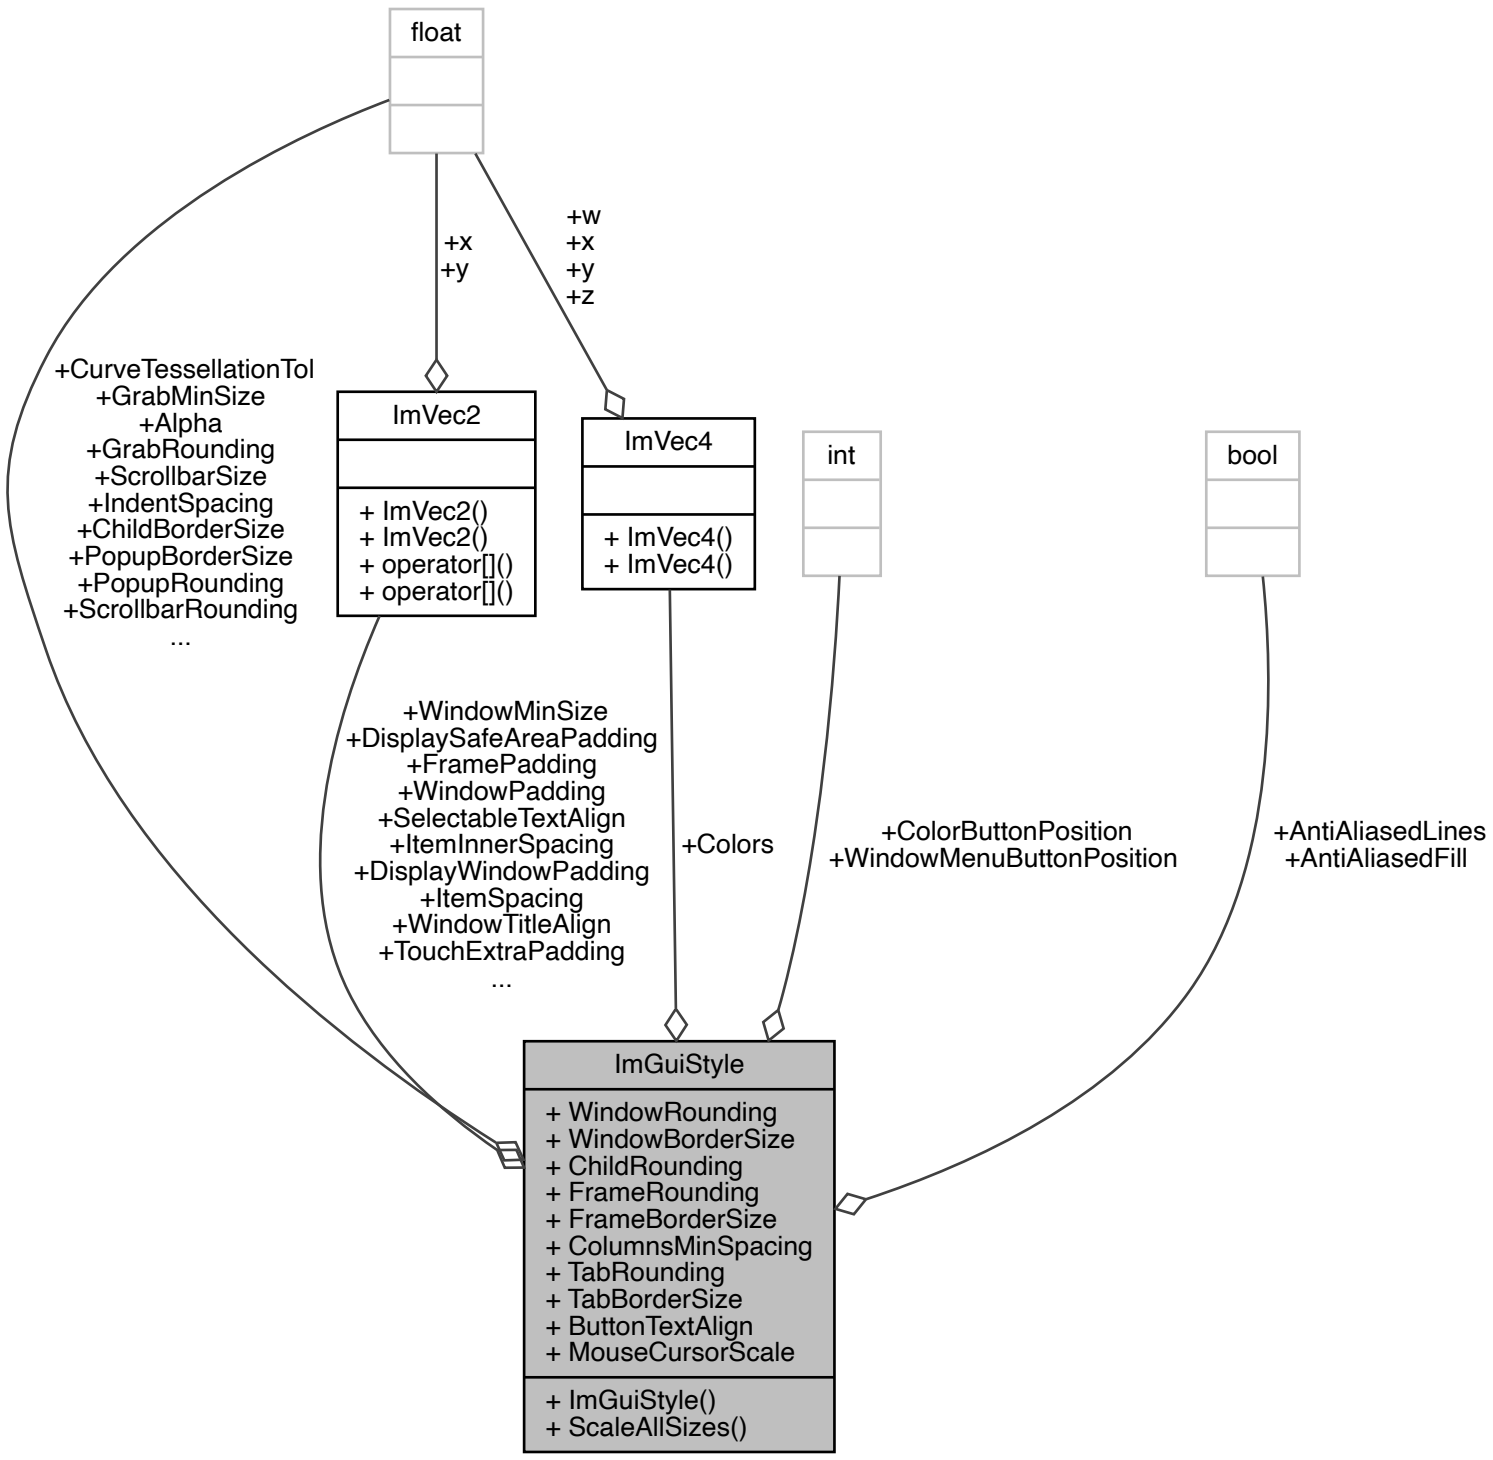 float
+x
+y
+w
+x
+y
+z
+CurveTessellationTol
+GrabMinSize
+Alpha
+GrabRounding
+ScrollbarSize
+IndentSpacing
+ChildBorderSize
+PopupBorderSize
+PopupRounding
+ScrollbarRounding
...
ImVec2
+ ImVec2()
+ ImVec2()
+ operator[]()
+ operator[]()
ImVec4
+ ImVec4()
+ ImVec4()
int
bool
+WindowMinSize
+DisplaySafeAreaPadding
+FramePadding
+WindowPadding
+SelectableTextAlign
+ItemInnerSpacing
+DisplayWindowPadding
+ItemSpacing
+WindowTitleAlign
+TouchExtraPadding
...
+Colors
+ColorButtonPosition
+WindowMenuButtonPosition
+AntiAliasedLines
+AntiAliasedFill
ImGuiStyle
+ WindowRounding
+ WindowBorderSize
+ ChildRounding
+ FrameRounding
+ FrameBorderSize
+ ColumnsMinSpacing
+ TabRounding
+ TabBorderSize
+ ButtonTextAlign
+ MouseCursorScale
+ ImGuiStyle()
+ ScaleAllSizes()